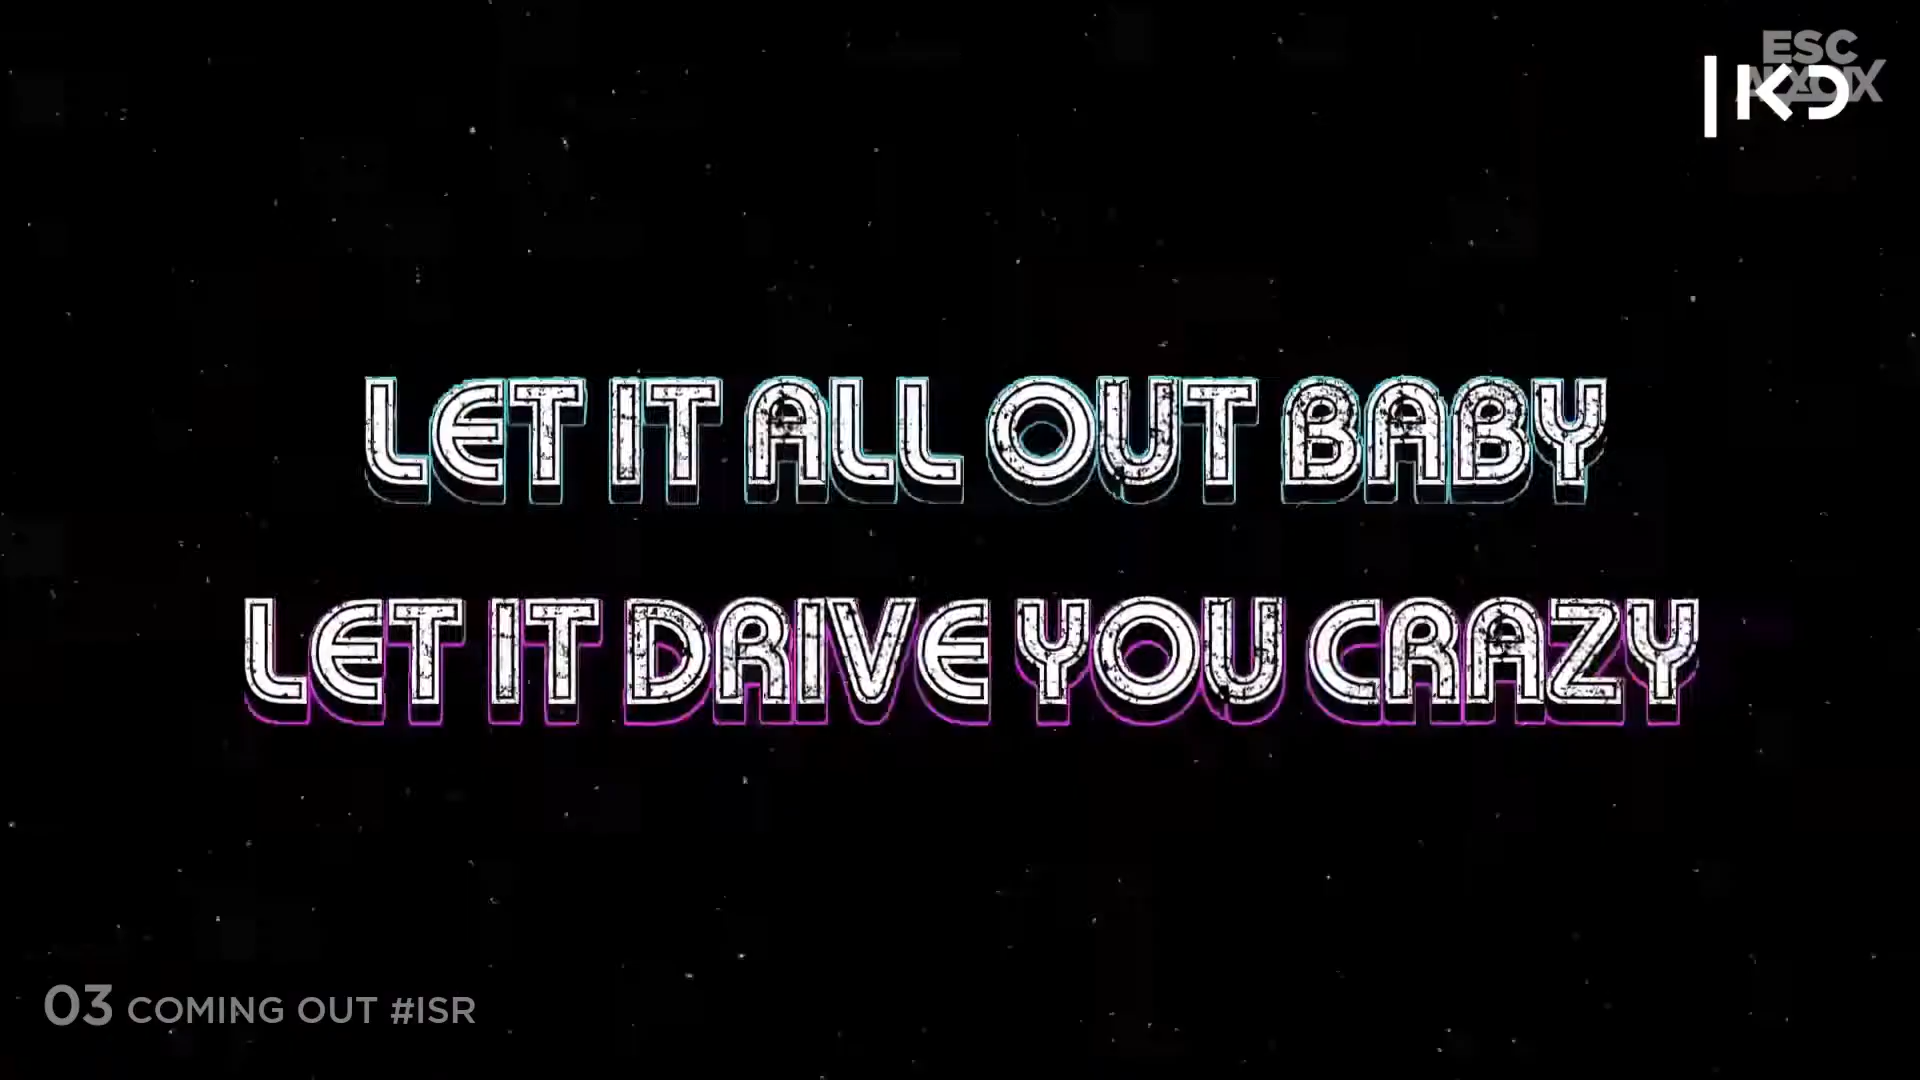 ESC
LET IT ALL OUT BABY
LET IT DRIVE YOU CRAZY
03 COMING OUT #ISR